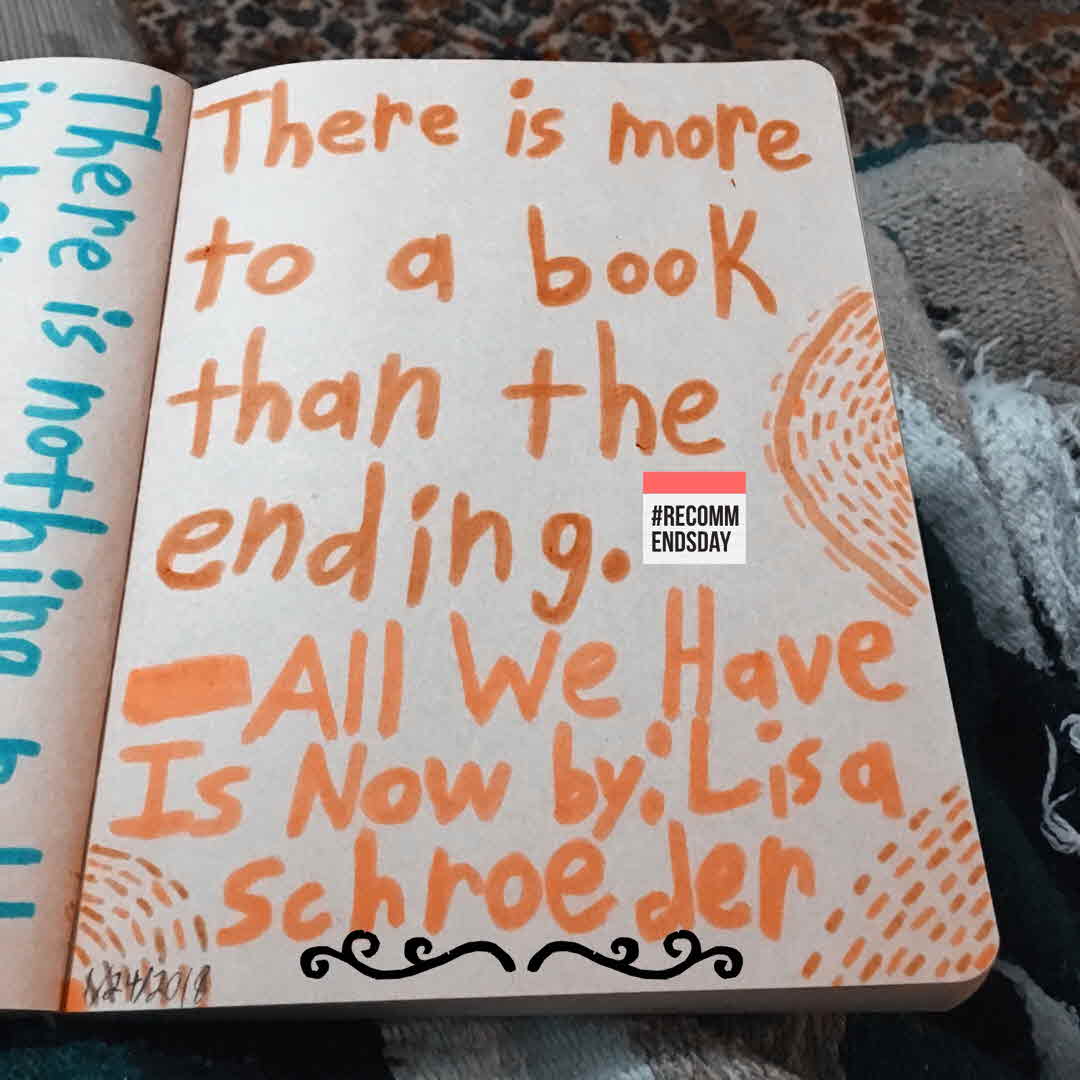 There is nothing
There is more
to a book
than the
ending.
#RECOMM
ENDSDAY
All We Have
Is Now by: Lisa
schroeder